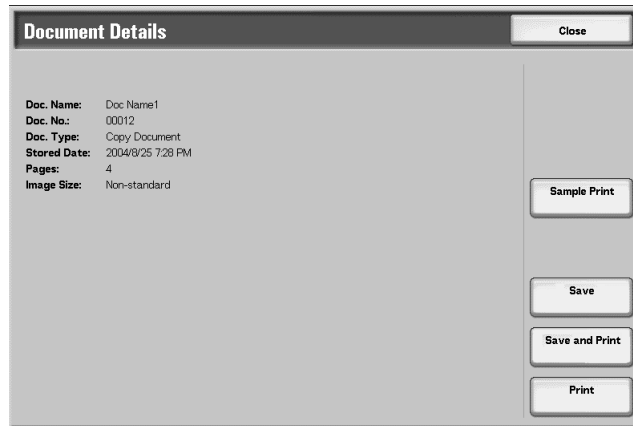 Document Details
Close
Doc. Name: Doc Name1
Doc. No.: 00012
Doc. Type: Copy Document
Stored Date: 2004/8/25 7:28 PM
Pages: 4
Image Size: Non-standard
Sample Print
Save
Save and Print
Print